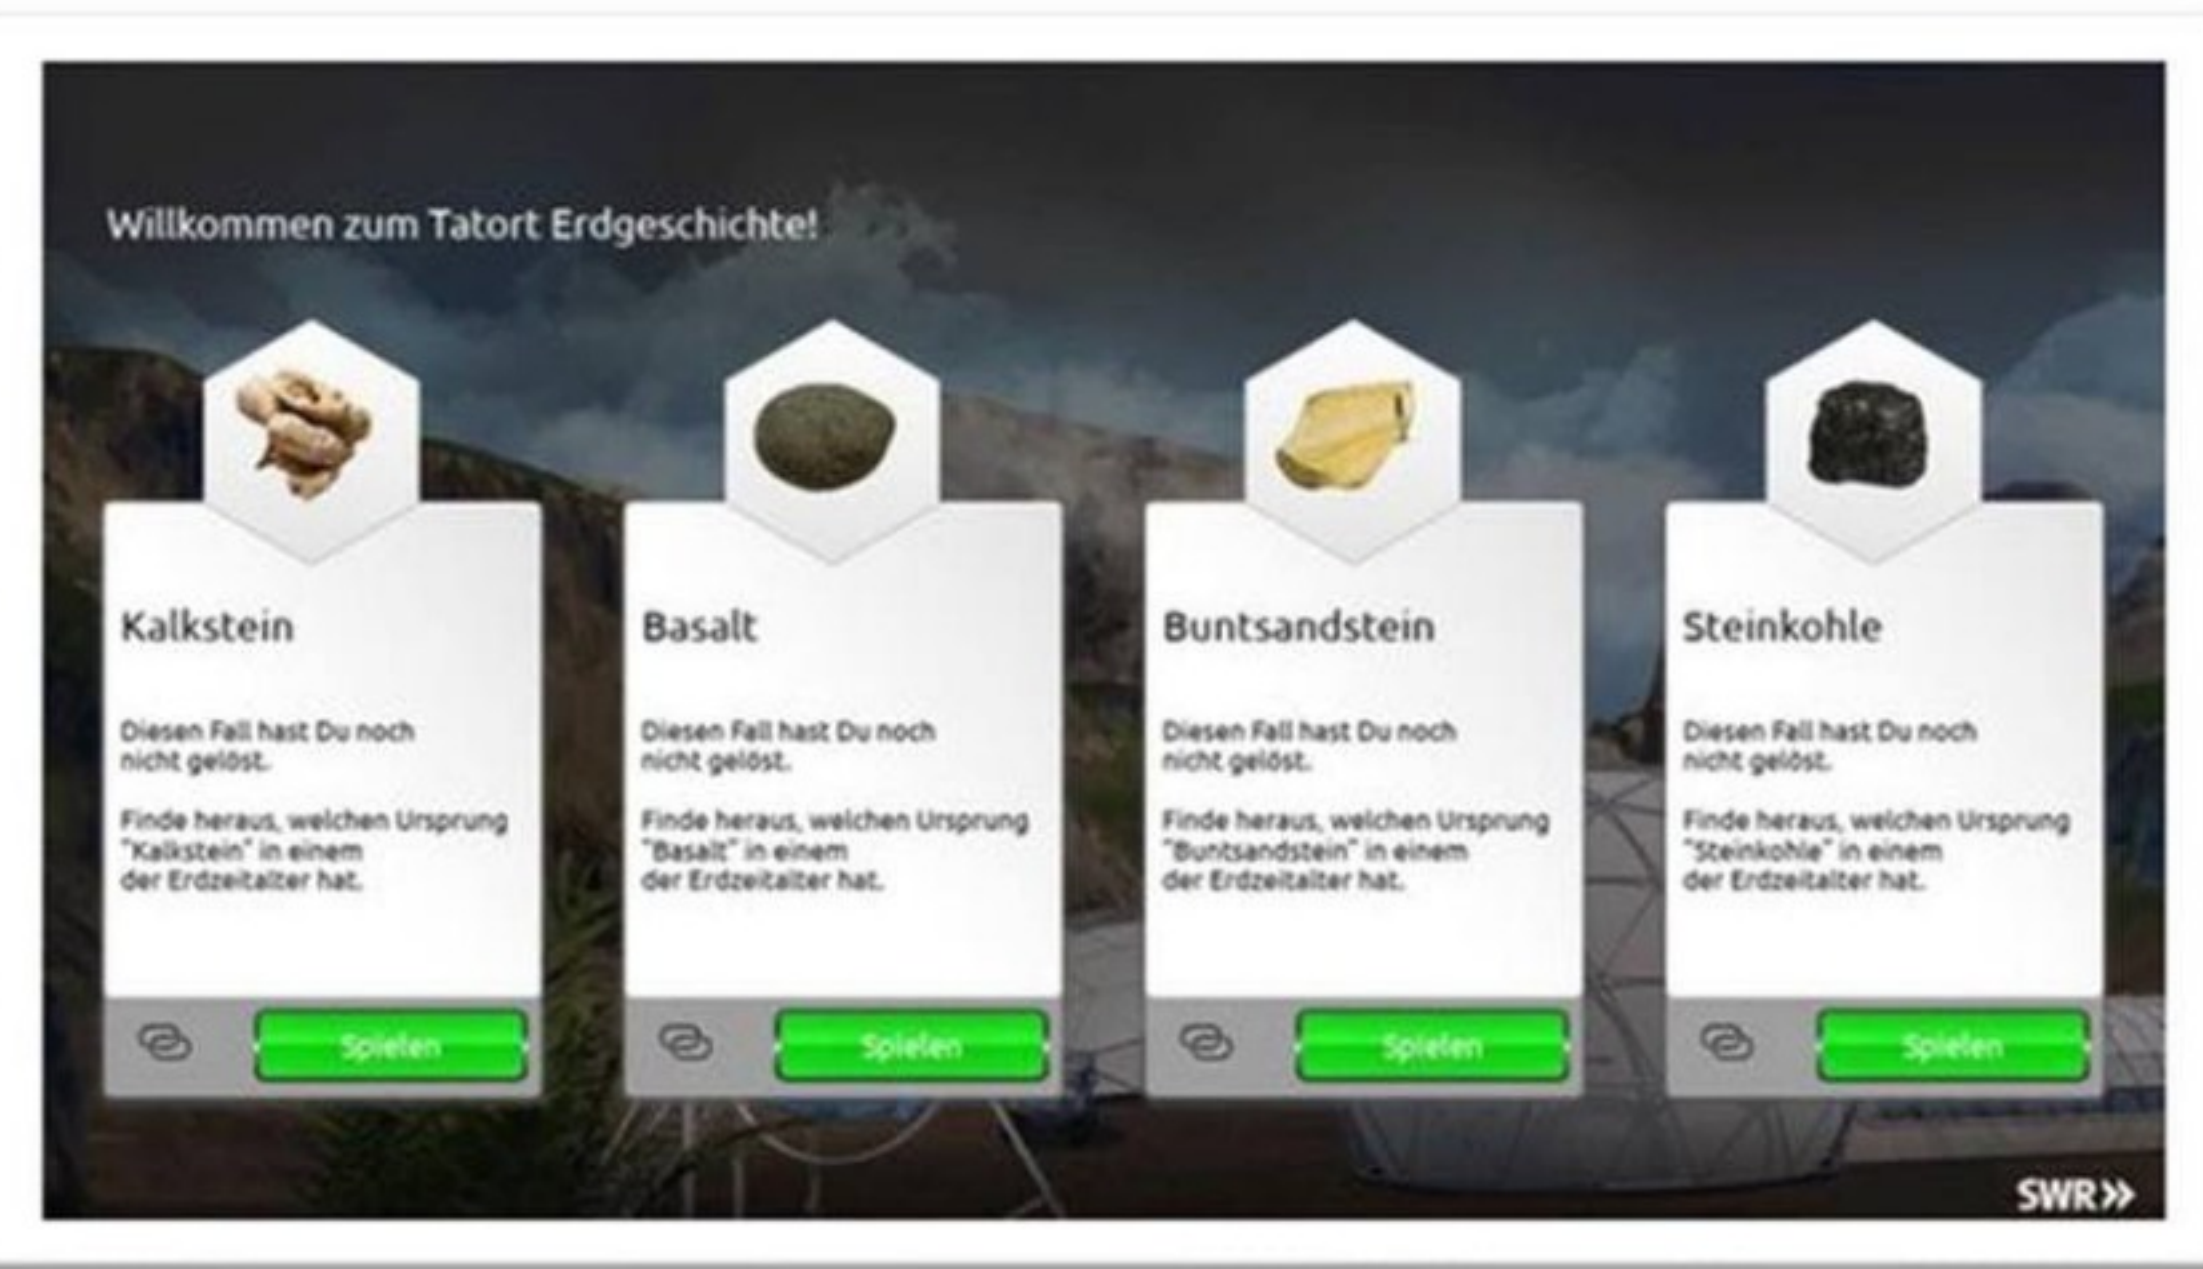 Willkommen zum Tatort Erdgeschichte!
Kalkstein
Diesen Fall hast Du noch
nicht gelöst.
Finde heraus, welchen Ursprung
"Kalkstein" in einem
der Erdzeitalter hat.
Spielen
Basalt
Diesen Fall hast Du noch
nicht gelöst.
Finde heraus, welchen Ursprung
"Basalt" in einem
der Erdzeitalter hat.
Spielen
Buntsandstein
Diesen Fall hast Du noch
nicht gelöst.
Finde heraus, welchen Ursprung
"Buntsandstein" in einem
der Erdzeitalter hat.
Spielen
Steinkohle
Diesen Fall hast Du noch
nicht gelöst.
Finde heraus, welchen Ursprung
"Steinkohle" in einem
der Erdzeitalter hat.
Spielen
SWR